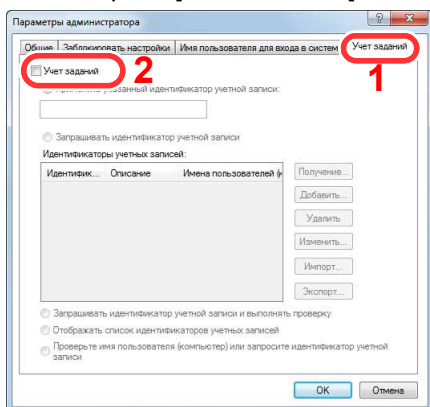 Параметры администратора
Общие Заблокировать настройки Имя пользователя для входа в систем Учет заданий
1
Учет заданий 2
указанный идентификатор учетной записи:
Запрашивать идентификатор учетной записи
Идентификаторы учетных записей:
Идентифик... Описание Имена пользователей (к
Получение...
Добавить...
Удалить
Изменить...
Импорт...
Экспорт...
Запрашивать идентификатор учетной записи и выполнять проверку
Отображать список идентификаторов учетных записей
Проверьте имя пользователя (компьютер) или запросите идентификатор учетной
записи
OK Отмена